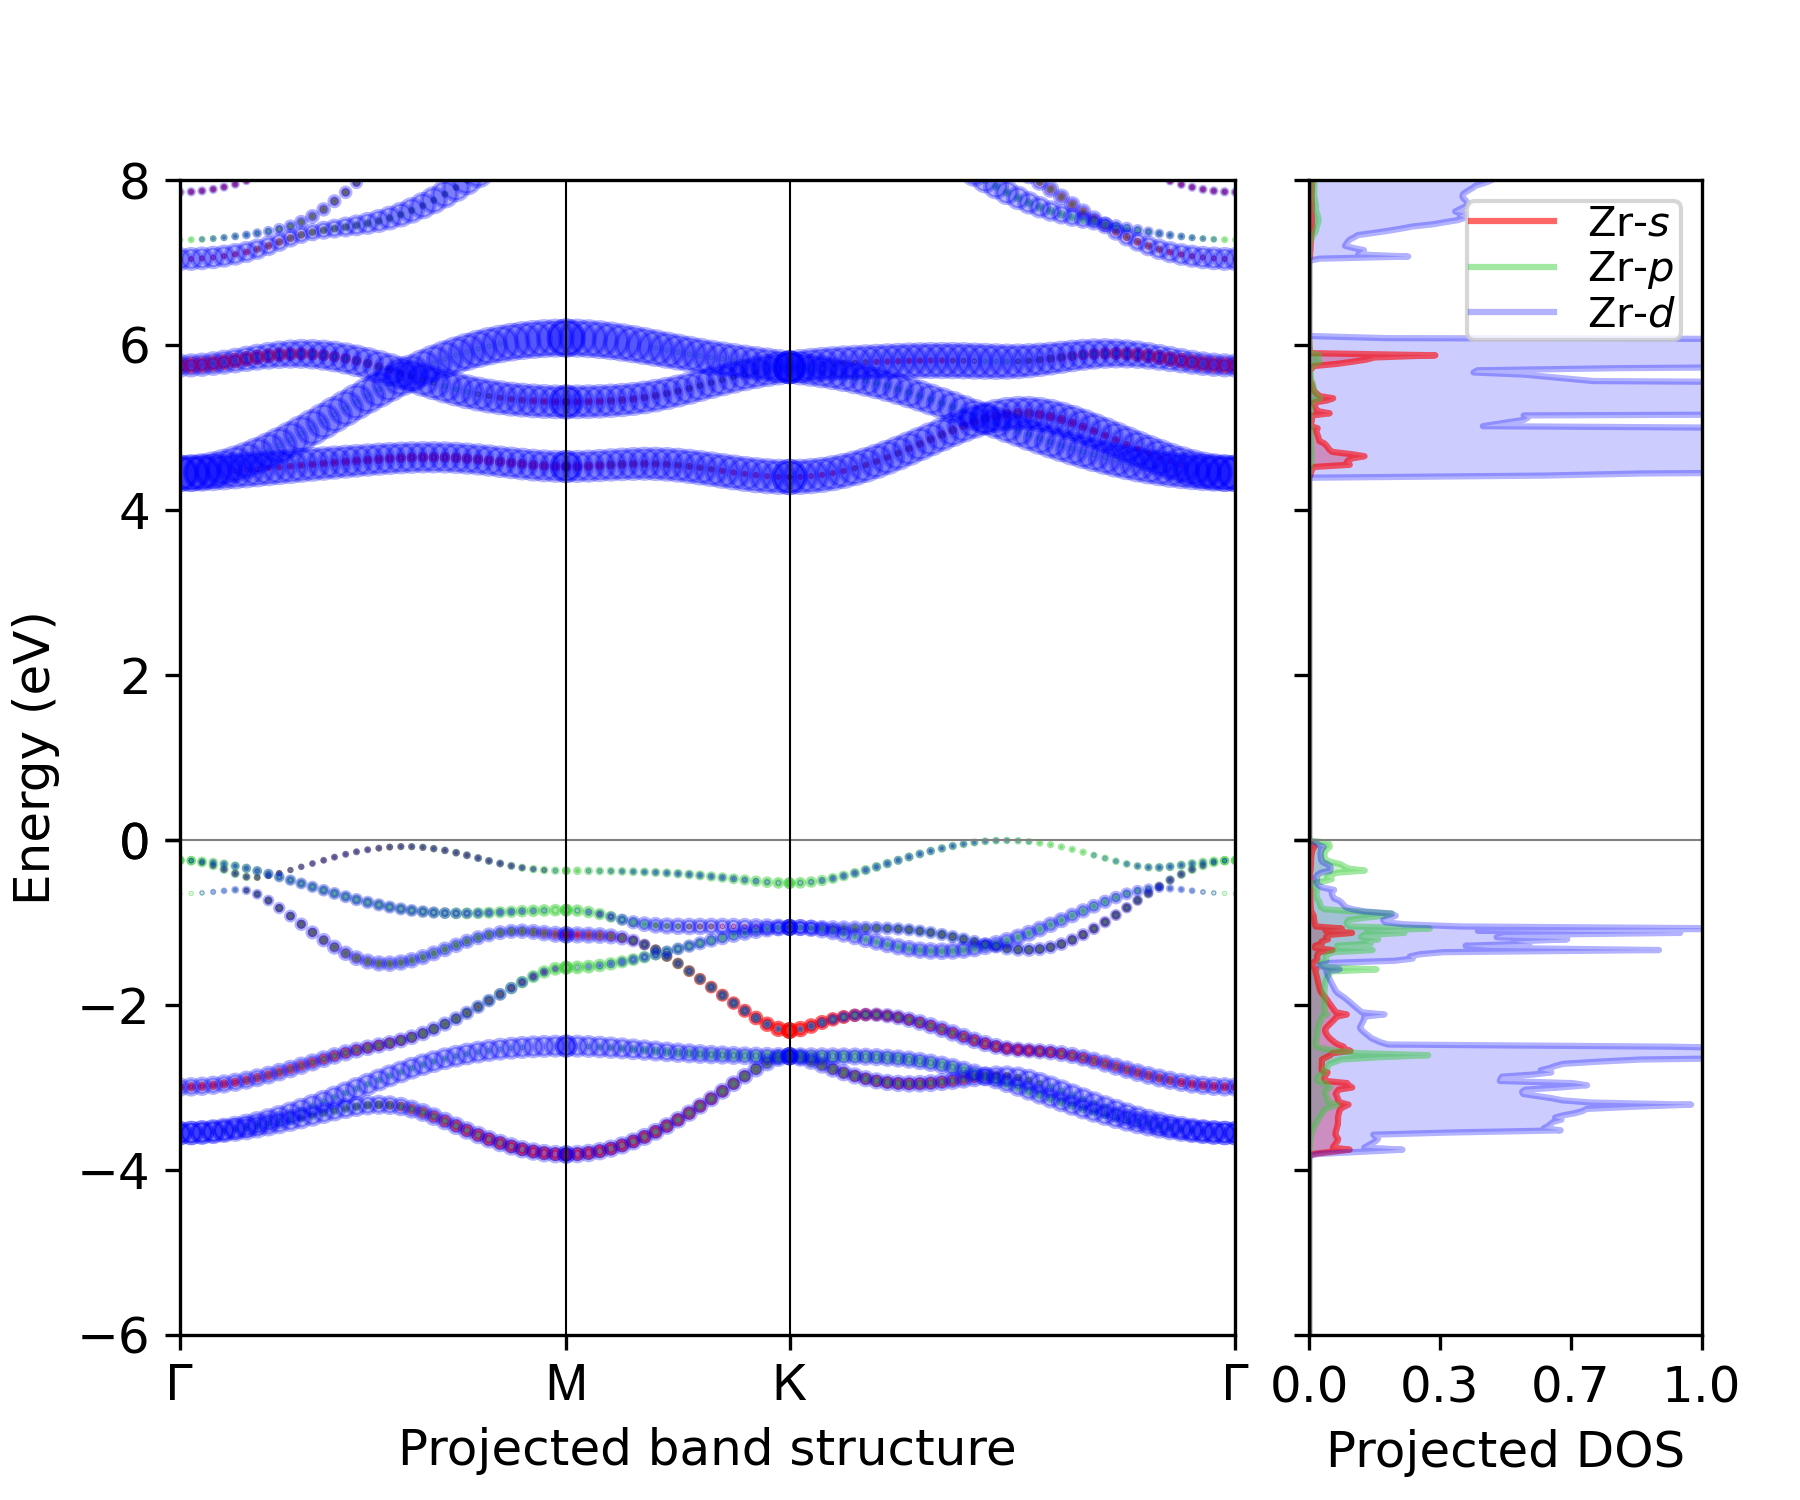 8
6
4
2
0
−2
−4
−6
Energy (eV)
Γ
M
K
Γ
Projected band structure
Zr-s
Zr-p
Zr-d
0.0
0.3
0.7
1.0
Projected DOS